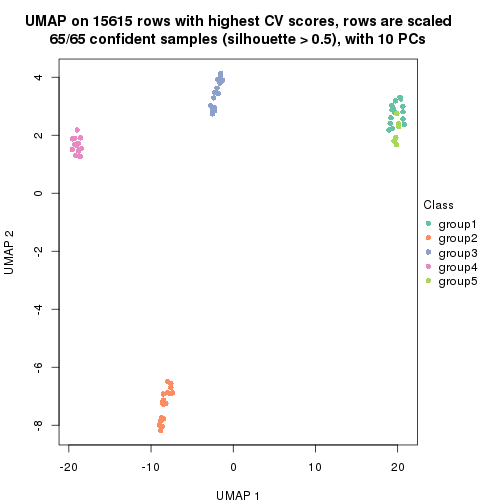 UMAP on 15615 rows with highest CV scores, rows are scaled
65/65 confident samples (silhouette > 0.5), with 10 PCs
4
2
0
-2
-4
-6
-8
UMAP 2
-20
-10
0
10
20
UMAP 1
Class
group1
group2
group3
group4
group5